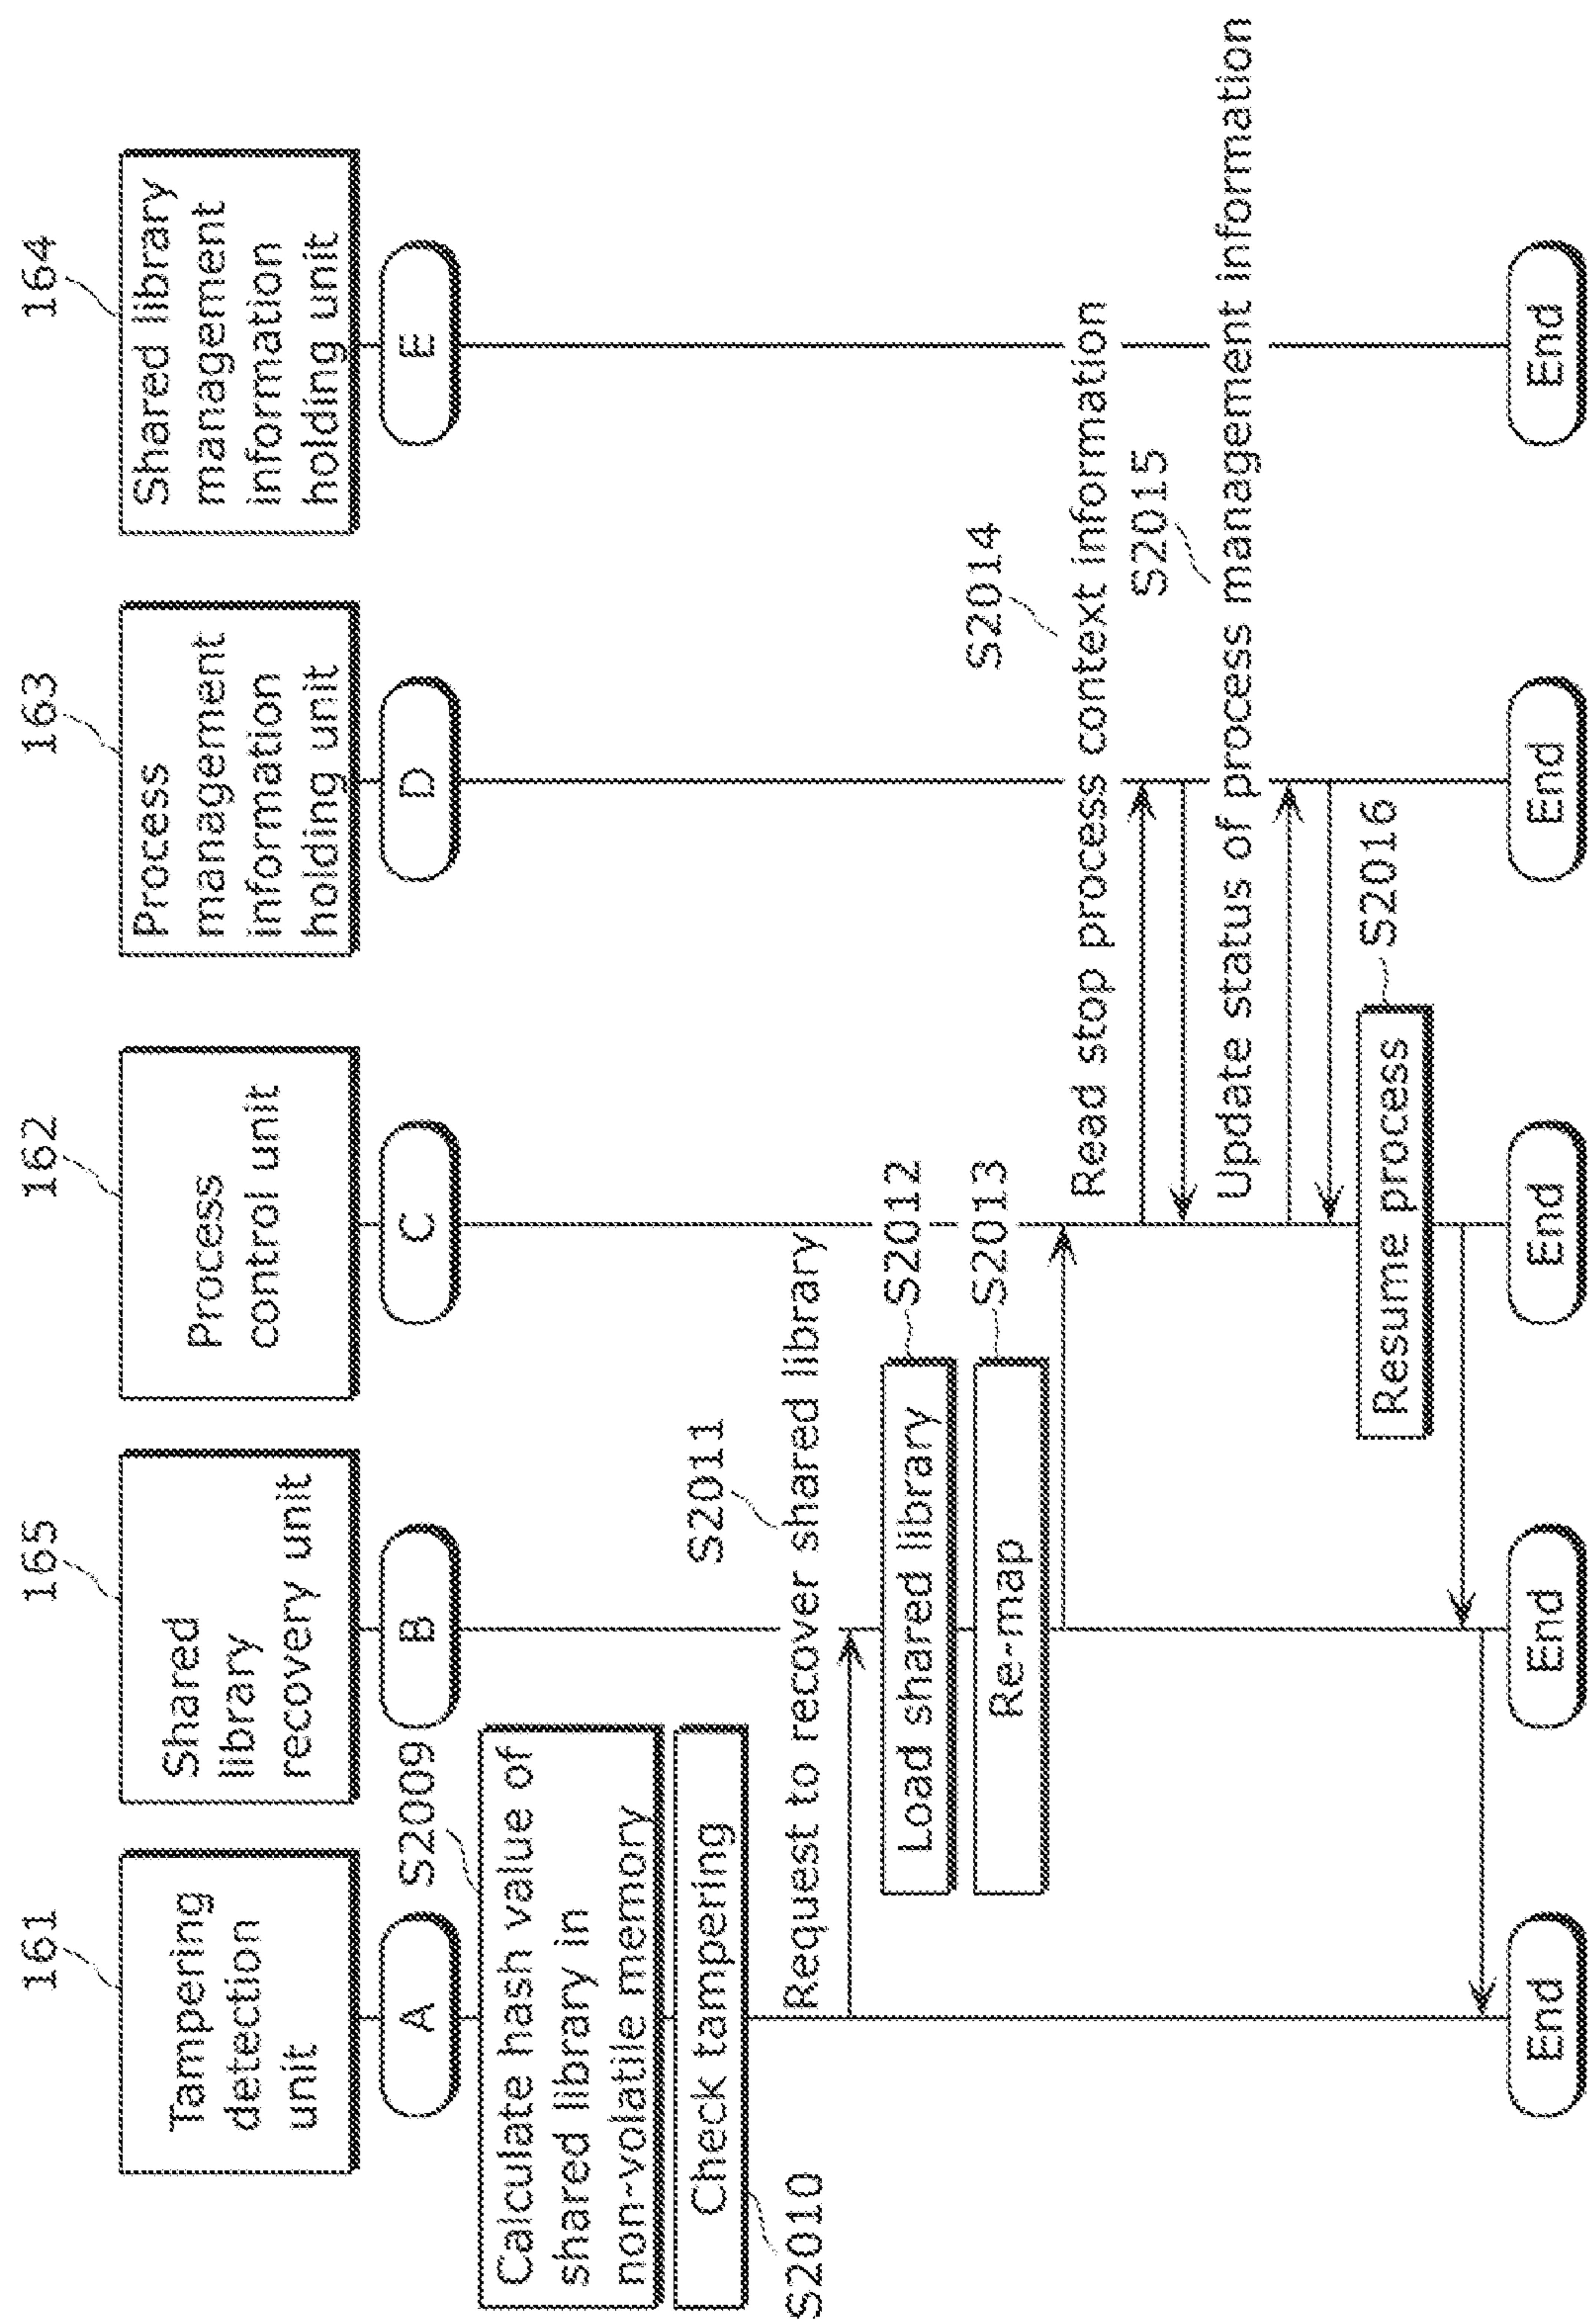 161
Tampering
detection
unit
165
Shared
library
recovery unit
162
Process
control unit
163
Process
management
information
holding unit
164
Shared library
management
information
holding unit
A
B
C
D
E
S2009
Calculate hash value of
shared library in
non-volatile memory
Check tampering
S2010
S2011
Request to recover shared library
Load shared library
S2012
Re-map
S2013
S2014
Read stop process context information
S2015
Update status of process management information
Resume process
S2016
End
End
End
End
End